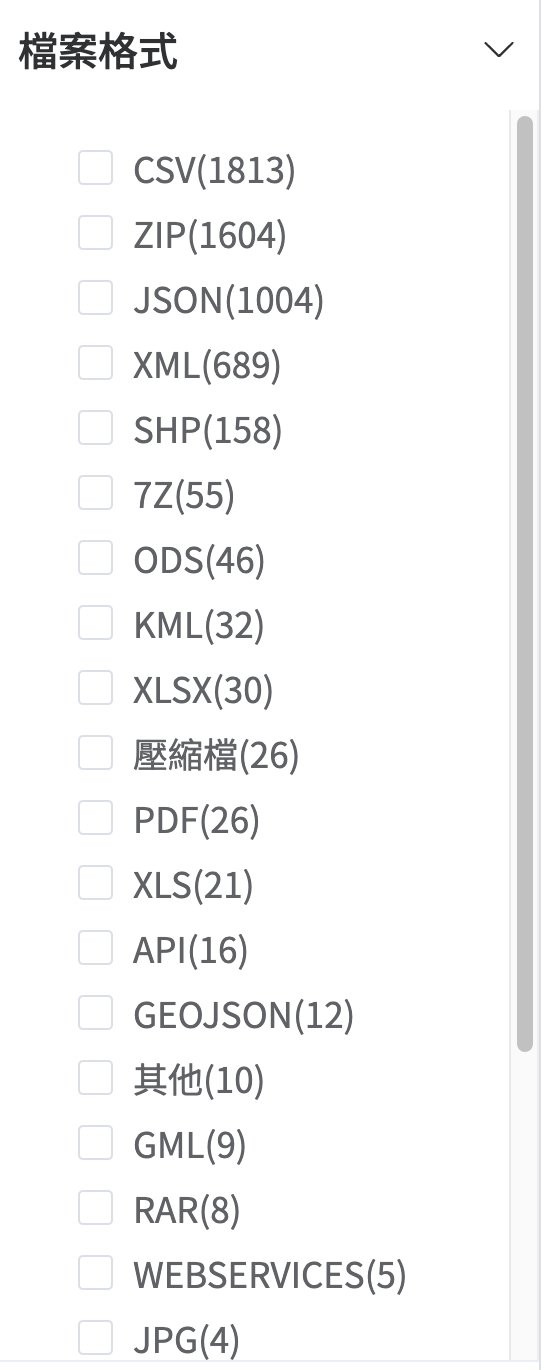 檔案格式
CSV(1813)
ZIP(1604)
JSON(1004)
XML(689)
SHP(158)
7Z(55)
ODS(46)
KML(32)
XLSX(30)
壓縮檔(26)
PDF(26)
XLS(21)
API(16)
GEOJSON(12)
其他(10)
GML(9)
RAR(8)
WEBSERVICES(5)
JPG(4)